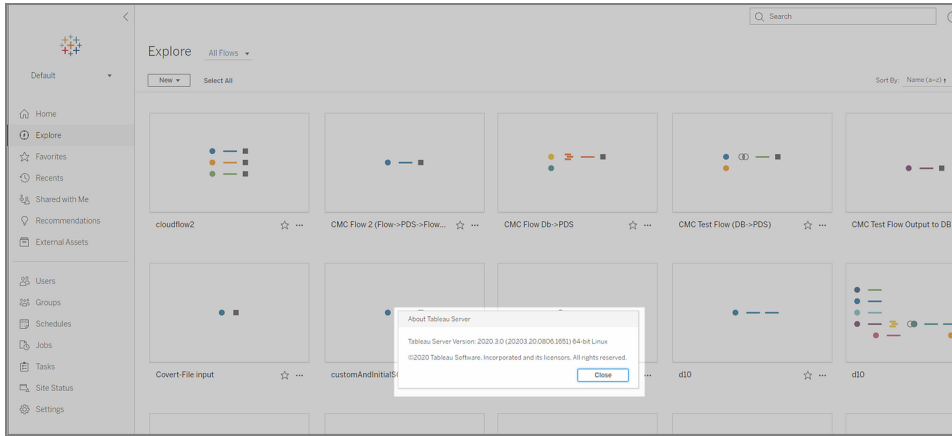 Search
Explore
All Flows
Default
New
Select All
Sort By: Name (a–z)
Home
Explore
Favorites
Recents
Shared with Me
Recommendations
External Assets
Users
Groups
Schedules
Jobs
Tasks
Site Status
Settings
cloudflow2
CMC Flow 2 (Flow->PDS->Flow...
CMC Flow Db->PDS
CMC Test Flow (DB->PDS)
CMC Test Flow Output to DB
Covert-File input
d10
d10
About Tableau Server
Tableau Server Version: 2020.3.0 (20203.20.0806.1651) 64-bit Linux
©2020 Tableau Software. Incorporated and its licensors. All rights reserved.
Close